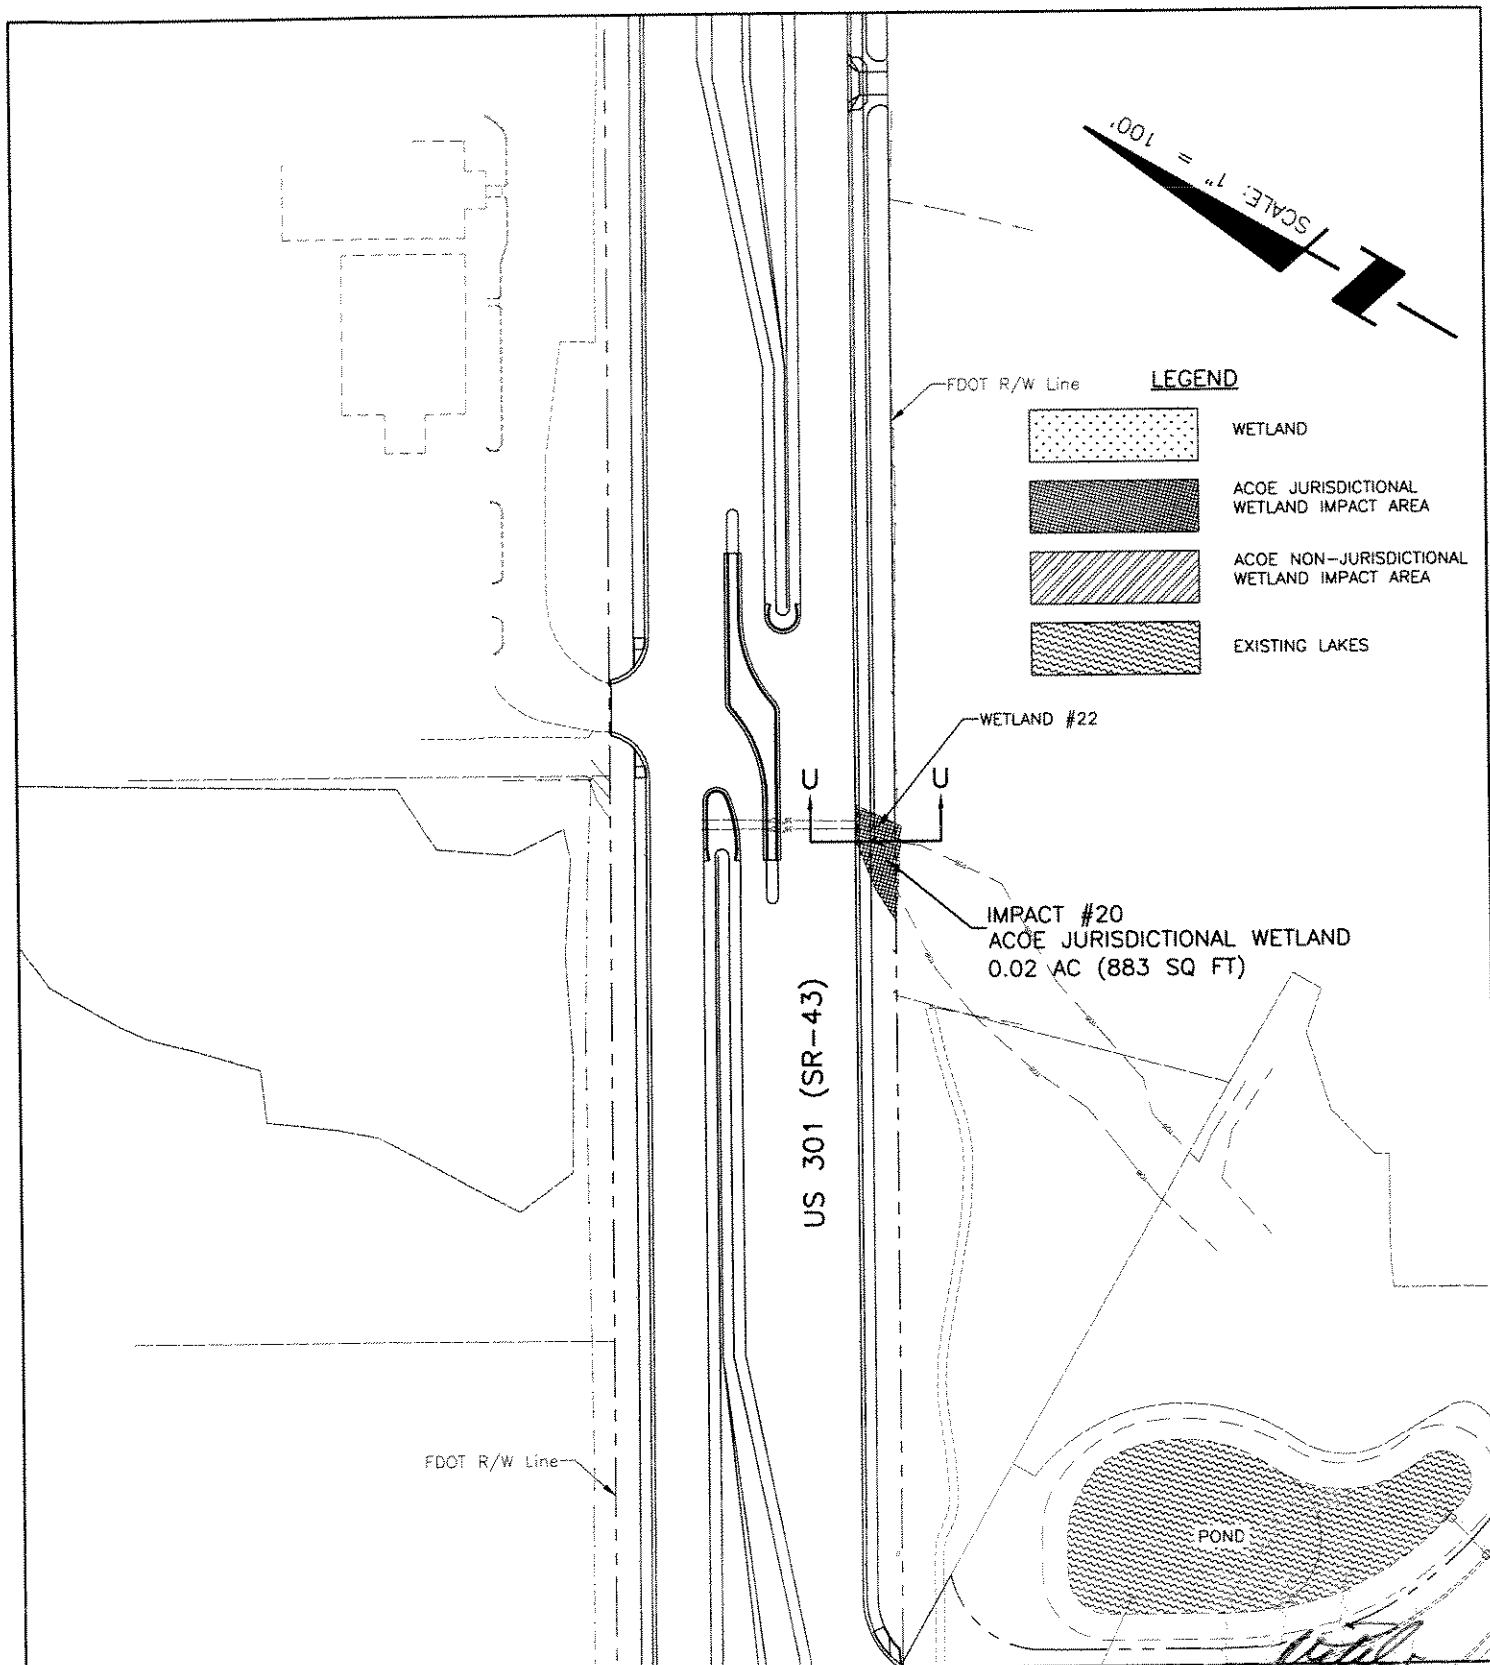 SCALE: 1" = 100'
N
FDOT R/W Line
LEGEND
WETLAND
ACOE JURISDICTIONAL
WETLAND IMPACT AREA
ACOE NON-JURISDICTIONAL
WETLAND IMPACT AREA
EXISTING LAKES
WETLAND #22
U U
IMPACT #20
ACOE JURISDICTIONAL WETLAND
0.02 AC (883 SQ FT)
US 301 (SR-43)
FDOT R/W Line
POND